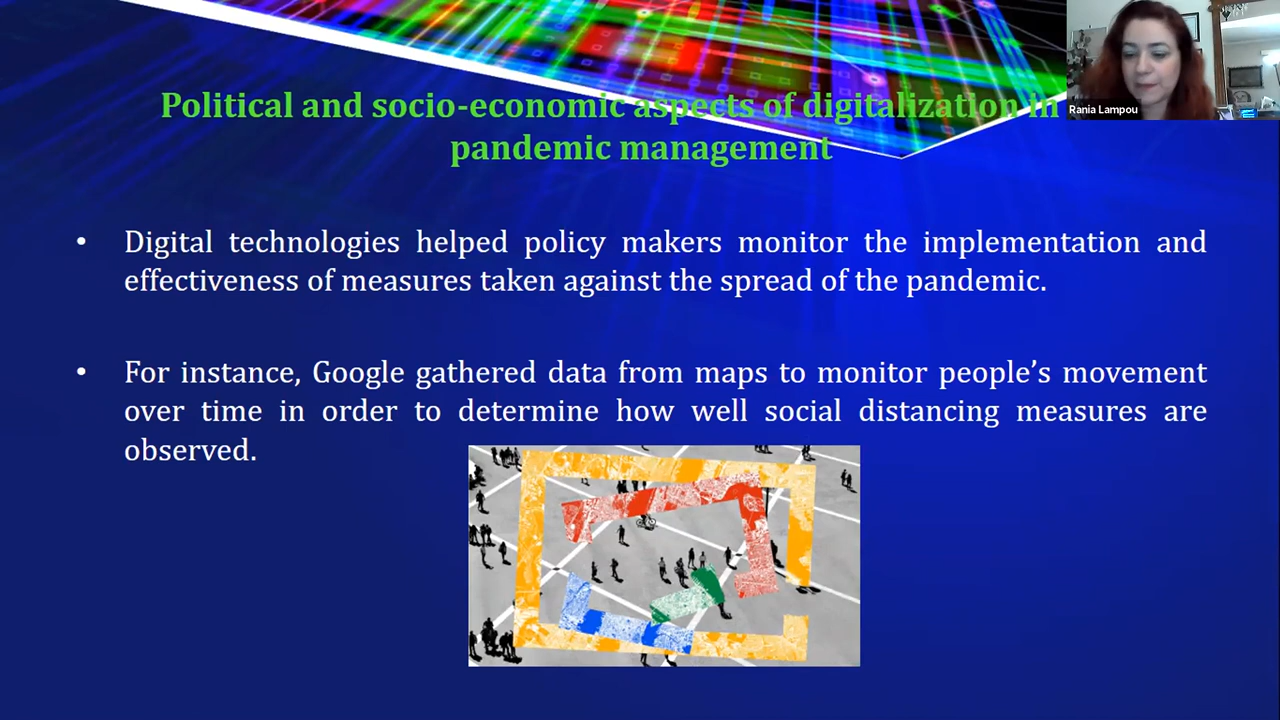 Political and socio-economic aspects of digitalization in
pandemic management
Rania Lampou
• Digital technologies helped policy makers monitor the implementation and
effectiveness of measures taken against the spread of the pandemic.
• For instance, Google gathered data from maps to monitor people's movement
over time in order to determine how well social distancing measures are
observed.